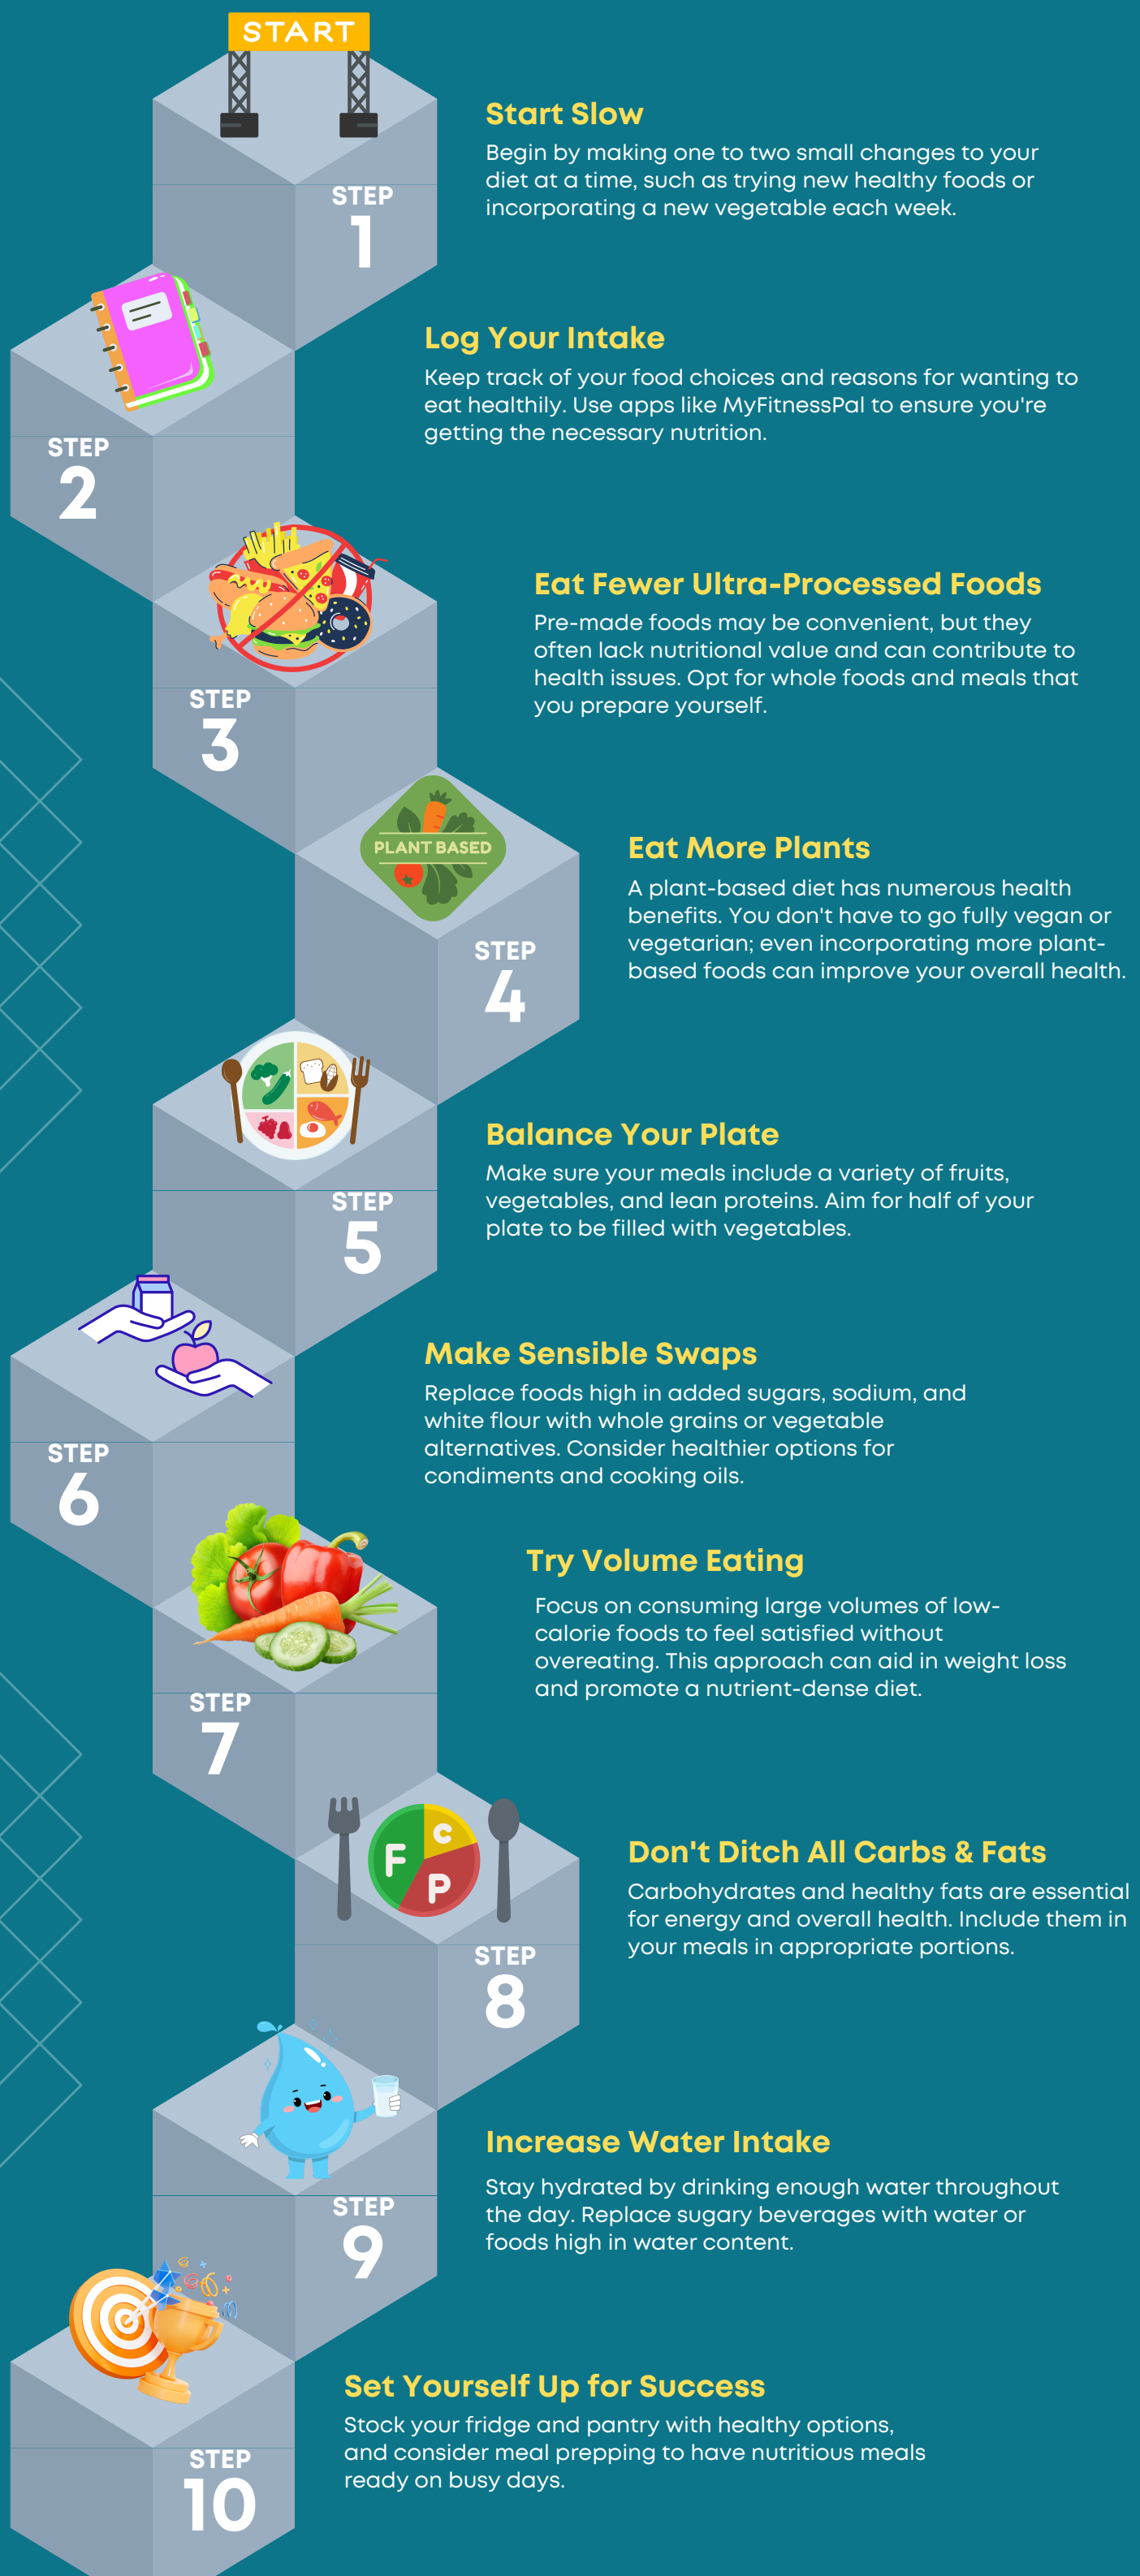 START
Start Slow
Begin by making one to two small changes to your
diet at a time, such as trying new healthy foods or
incorporating a new vegetable each week.
STEP
1
Log Your Intake
Keep track of your food choices and reasons for wanting to
eat healthily. Use apps like MyFitnessPal to ensure you're
getting the necessary nutrition.
STEP
2
Eat Fewer Ultra-Processed Foods
Pre-made foods may be convenient, but they
often lack nutritional value and can contribute to
health issues. Opt for whole foods and meals that
you prepare yourself.
STEP
3
PLANT BASED
Eat More Plants
A plant-based diet has numerous health
benefits. You don't have to go fully vegan or
vegetarian; even incorporating more plant-
based foods can improve your overall health.
STEP
4
Balance Your Plate
Make sure your meals include a variety of fruits,
vegetables, and lean proteins. Aim for half of your
plate to be filled with vegetables.
STEP
5
Make Sensible Swaps
Replace foods high in added sugars, sodium, and
white flour with whole grains or vegetable
alternatives. Consider healthier options for
condiments and cooking oils.
STEP
6
Try Volume Eating
Focus on consuming large volumes of low-
calorie foods to feel satisfied without
overeating. This approach can aid in weight loss
and promote a nutrient-dense diet.
STEP
7
C
F
P
Don't Ditch All Carbs & Fats
Carbohydrates and healthy fats are essential
for energy and overall health. Include them in
your meals in appropriate portions.
STEP
8
Increase Water Intake
Stay hydrated by drinking enough water throughout
the day. Replace sugary beverages with water or
foods high in water content.
STEP
9
Set Yourself Up for Success
Stock your fridge and pantry with healthy options,
and consider meal prepping to have nutritious meals
ready on busy days.
STEP
10